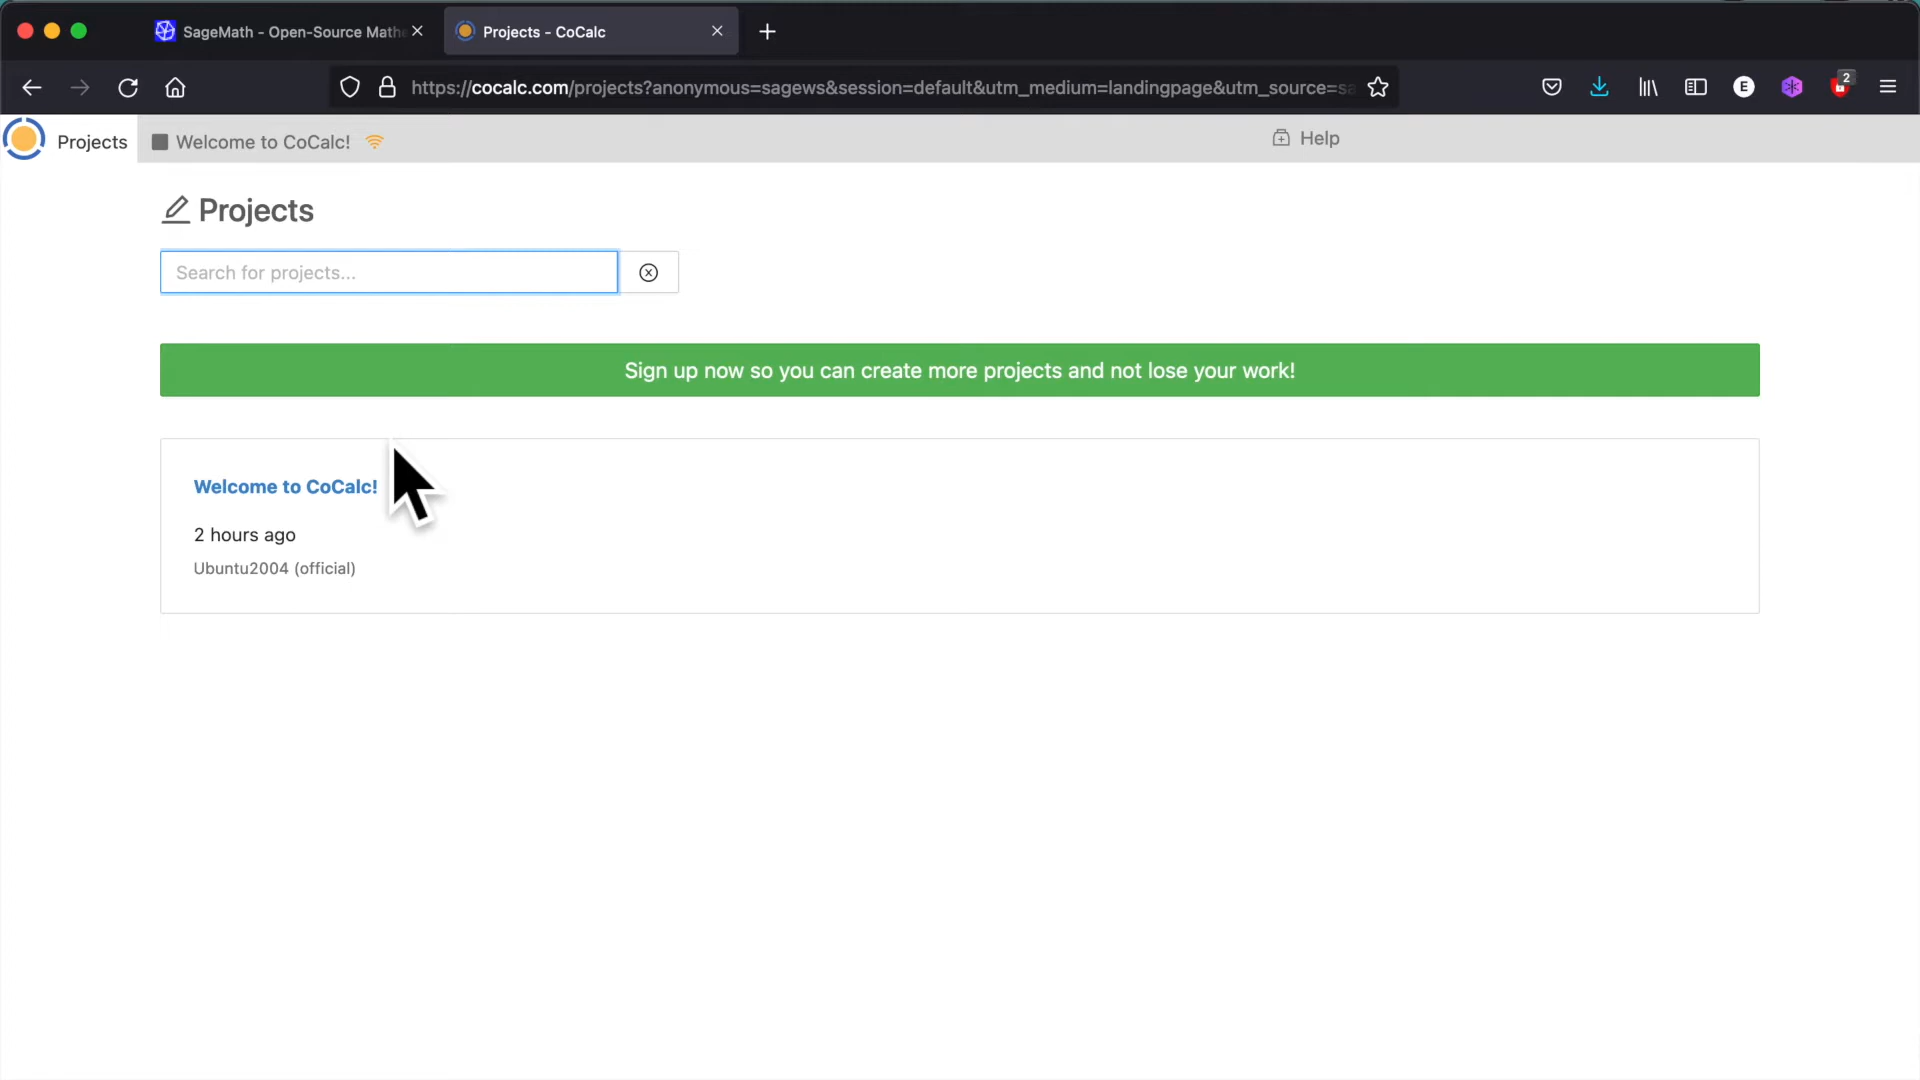 SageMath - Open-Source Mathe
Projects - CoCalc
https://cocalc.com/projects?anonymous=sagews&session=default&utm_medium=landingpage&utm_source=sa
E
2
Projects
Welcome to CoCalc!
Help
Projects
Search for projects...
Sign up now so you can create more projects and not lose your work!
Welcome to CoCalc!
2 hours ago
Ubuntu2004 (official)